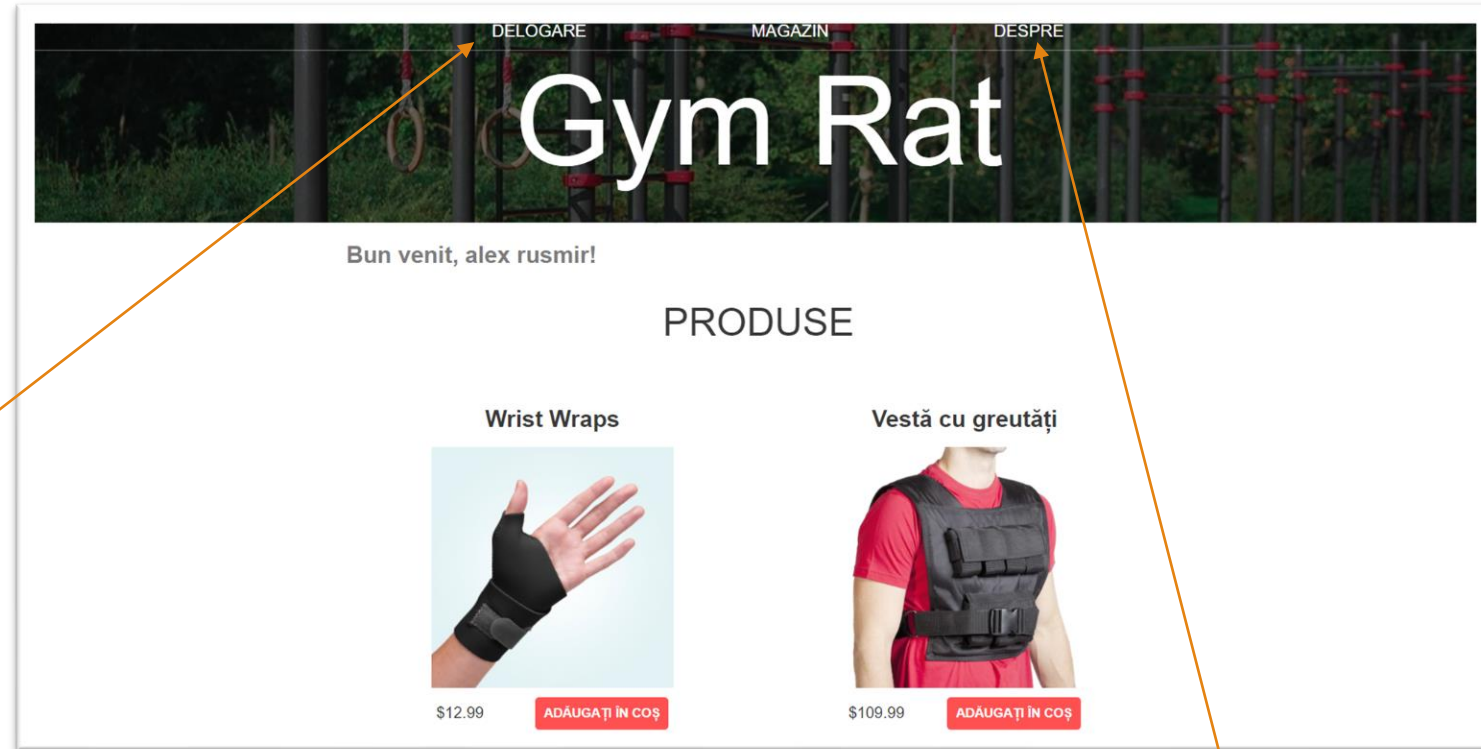 DELOGARE MAGAZIN DESPRE
Gym Rat
Bun venit, alex rusmir!
PRODUSE
Wrist Wraps Vestă cu greutăți
$12.99 ADĂUGAȚI ÎN COȘ $109.99 ADĂUGAȚI ÎN COȘ